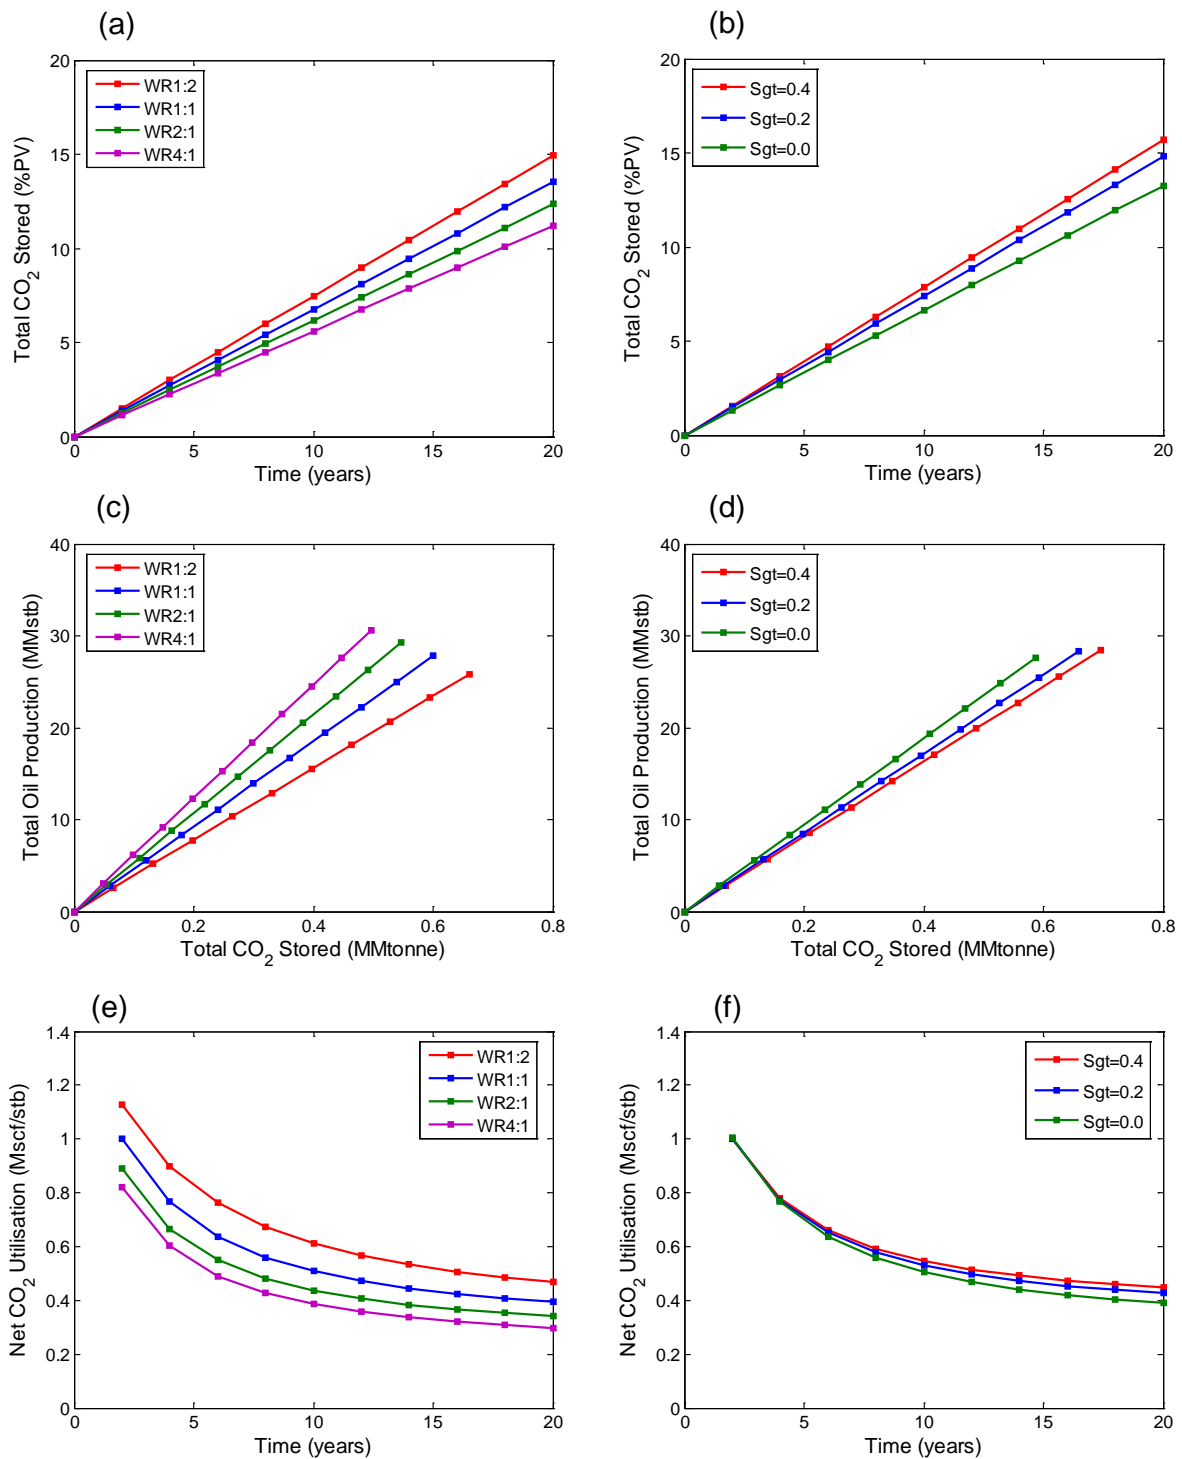 (a)
20
15
10
5
0
Total CO2 Stored (%PV)
WR1:2
WR1:1
WR2:1
WR4:1
0 5 10 15 20
Time (years)
(b)
20
15
10
5
0
Total CO2 Stored (%PV)
Sgt=0.4
Sgt=0.2
Sgt=0.0
0 5 10 15 20
Time (years)
(c)
40
30
20
10
0
Total Oil Production (MMstb)
WR1:2
WR1:1
WR2:1
WR4:1
0 0.2 0.4 0.6 0.8
Total CO2 Stored (MMtonne)
(d)
40
30
20
10
0
Total Oil Production (MMstb)
Sgt=0.4
Sgt=0.2
Sgt=0.0
0 0.2 0.4 0.6 0.8
Total CO2 Stored (MMtonne)
(e)
1.4
1.2
1
0.8
0.6
0.4
0.2
0
Net CO2 Utilisation (Mscf/stb)
WR1:2
WR1:1
WR2:1
WR4:1
0 5 10 15 20
Time (years)
(f)
1.4
1.2
1
0.8
0.6
0.4
0.2
0
Net CO2 Utilisation (Mscf/stb)
Sgt=0.4
Sgt=0.2
Sgt=0.0
0 5 10 15 20
Time (years)